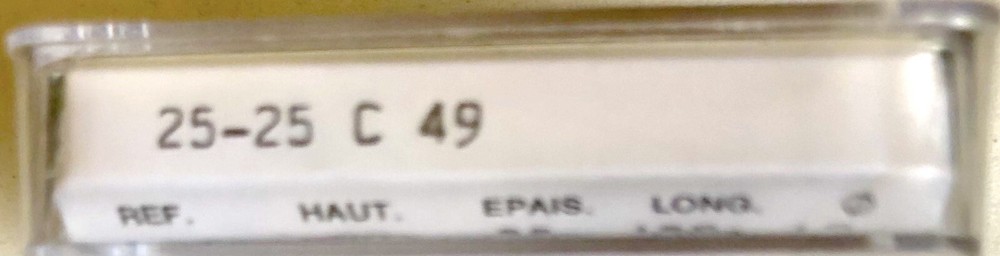 25-25 C 49
REF. HAUT. EPAIS. LONG. Ø